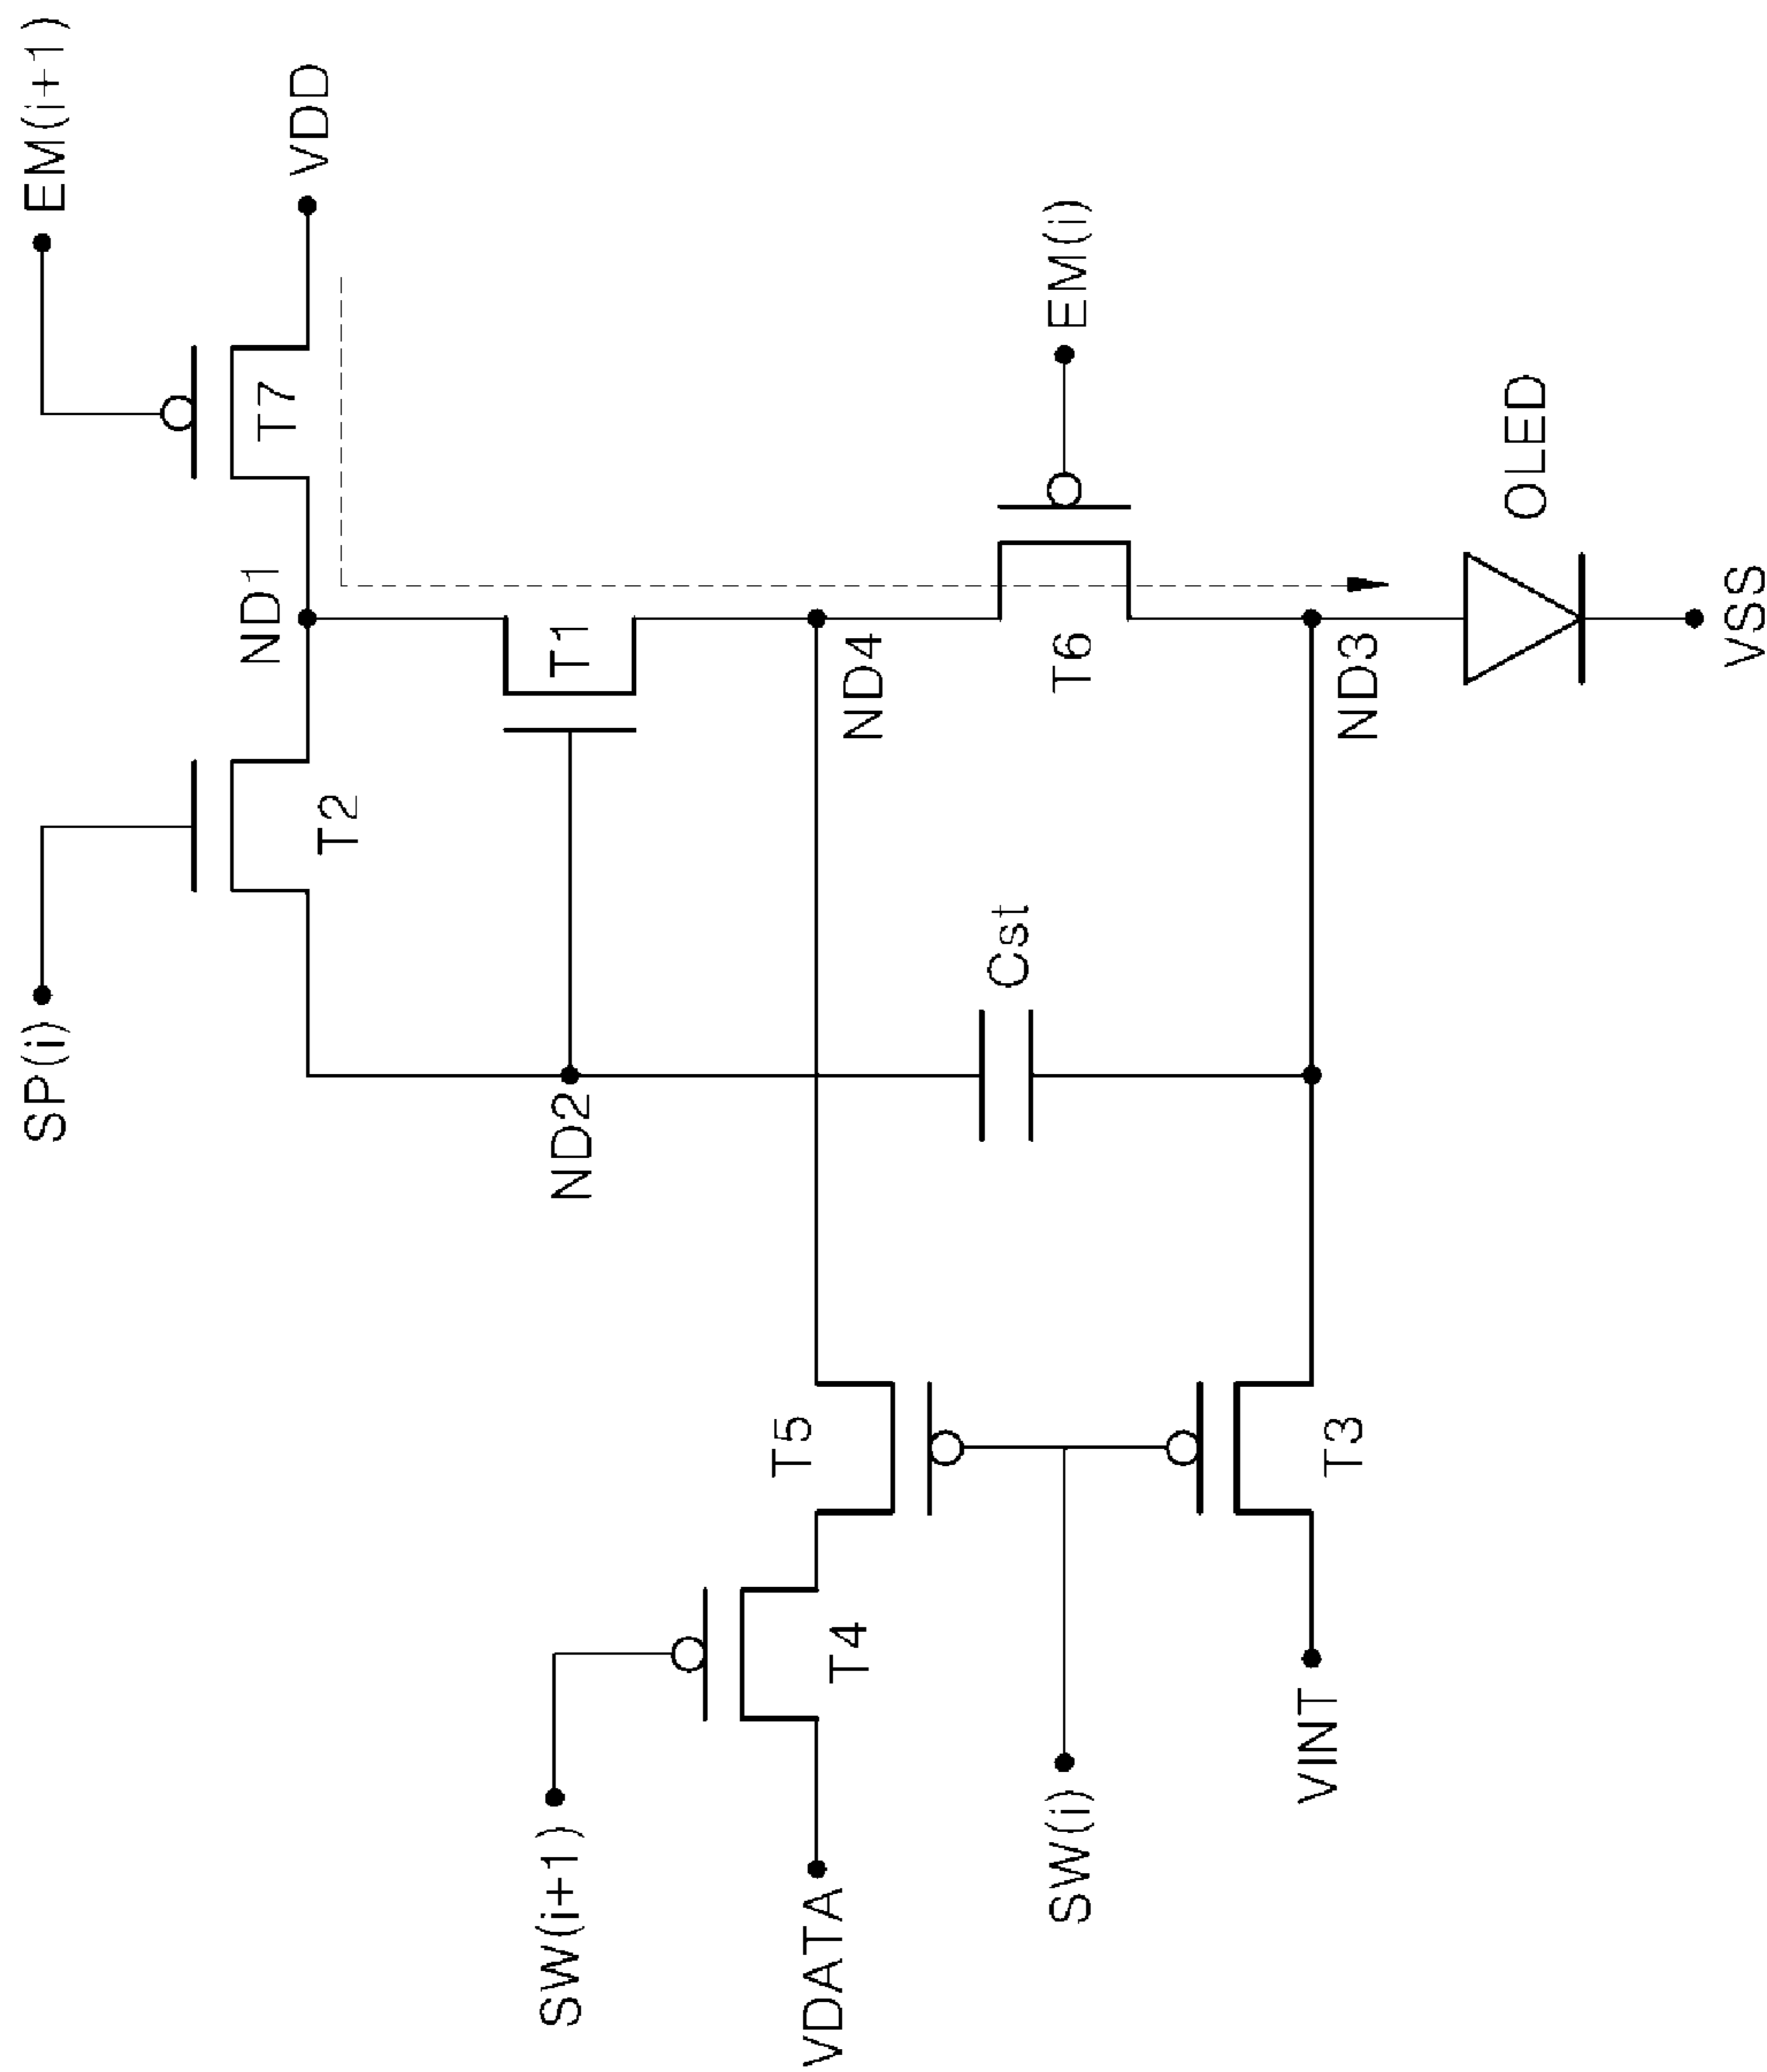 EM(i+1)
VDD
T7
ND1
SP(i)
T2
T1
ND2
ND4
EM(i)
T6
ND3
OLED
VSS
Cst
T5
T3
T4
SW(i+1)
VDATA
SW(i)
VINT